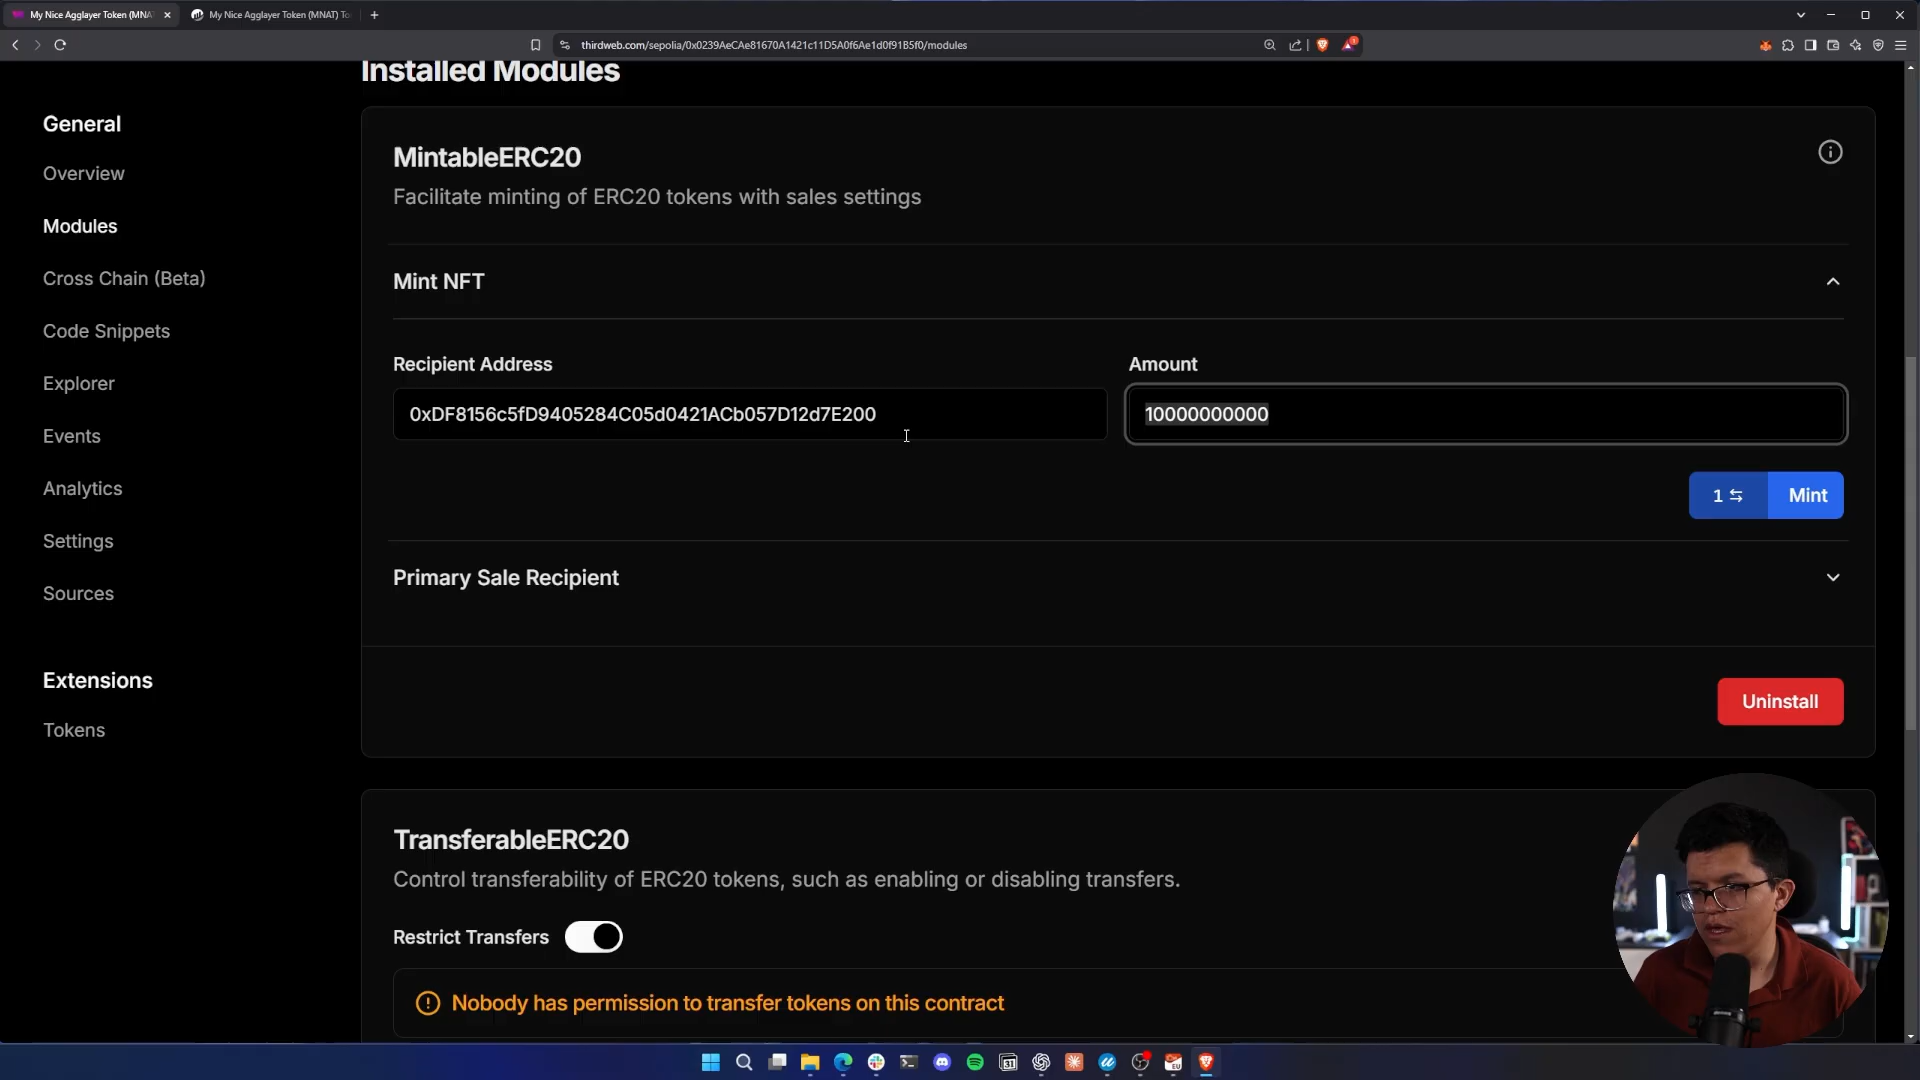 My Nice Agglayer Token (MNA
My Nice Agglayer Token (MNAT) To
thirdweb.com/sepolia/0x0239AeCAe81670A1421c11D5A0f6Ae1d0f91B5f0/modules
Installed Modules
General
Overview
Modules
Cross Chain (Beta)
Code Snippets
Explorer
Events
Analytics
Settings
Sources
Extensions
Tokens
MintableERC20
Facilitate minting of ERC20 tokens with sales settings
Mint NFT
Recipient Address
Amount
0xDF8156c5fD9405284C05d0421ACb057D12d7E200
10000000000
1
Mint
Primary Sale Recipient
Uninstall
TransferableERC20
Control transferability of ERC20 tokens, such as enabling or disabling transfers.
Restrict Transfers
Nobody has permission to transfer tokens on this contract